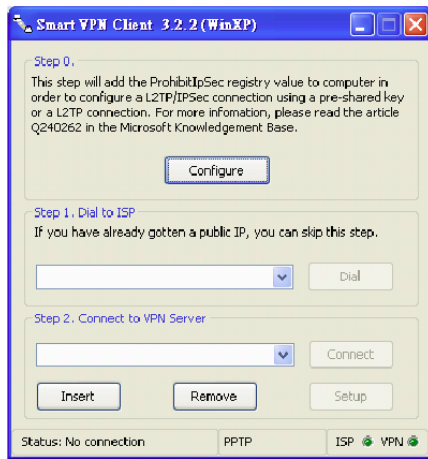 Smart VPN Client 3.2.2 (WinXP)
Step 0.
This step will add the ProhibitIpSec registry value to computer in
order to configure a L2TP/IPSec connection using a pre-shared key
or a L2TP connection. For more infomation, please read the article
Q240262 in the Microsoft Knowledgement Base.
Configure
Step 1. Dial to ISP
If you have already gotten a public IP, you can skip this step.
Dial
Step 2. Connect to VPN Server
Connect
Insert
Remove
Setup
Status: No connection
PPTP
ISP
VPN